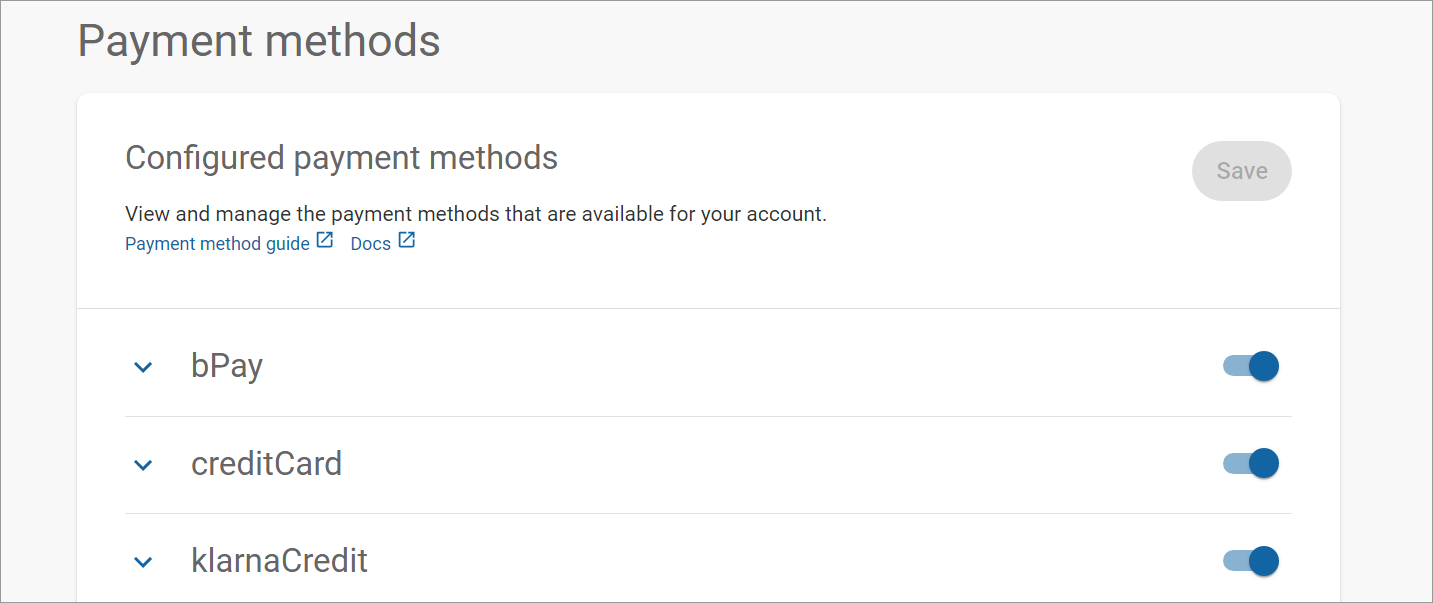 Payment methods
Configured payment methods
Save
View and manage the payment methods that are available for your account.
Payment method guide Docs
bPay
creditCard
klarnaCredit